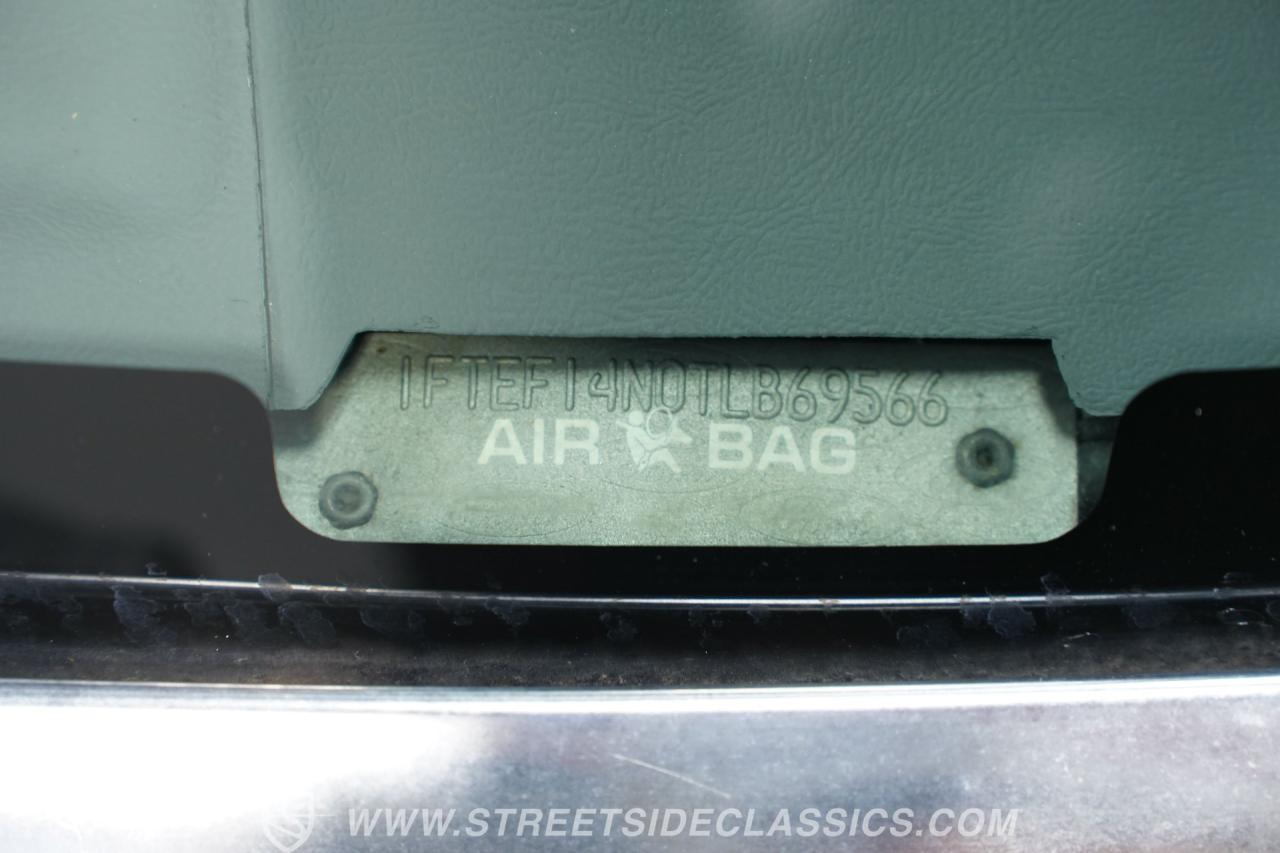 1FTEF14N0TLB69566
AIR BAG
WWW.STREETSIDECLASSICS.COM